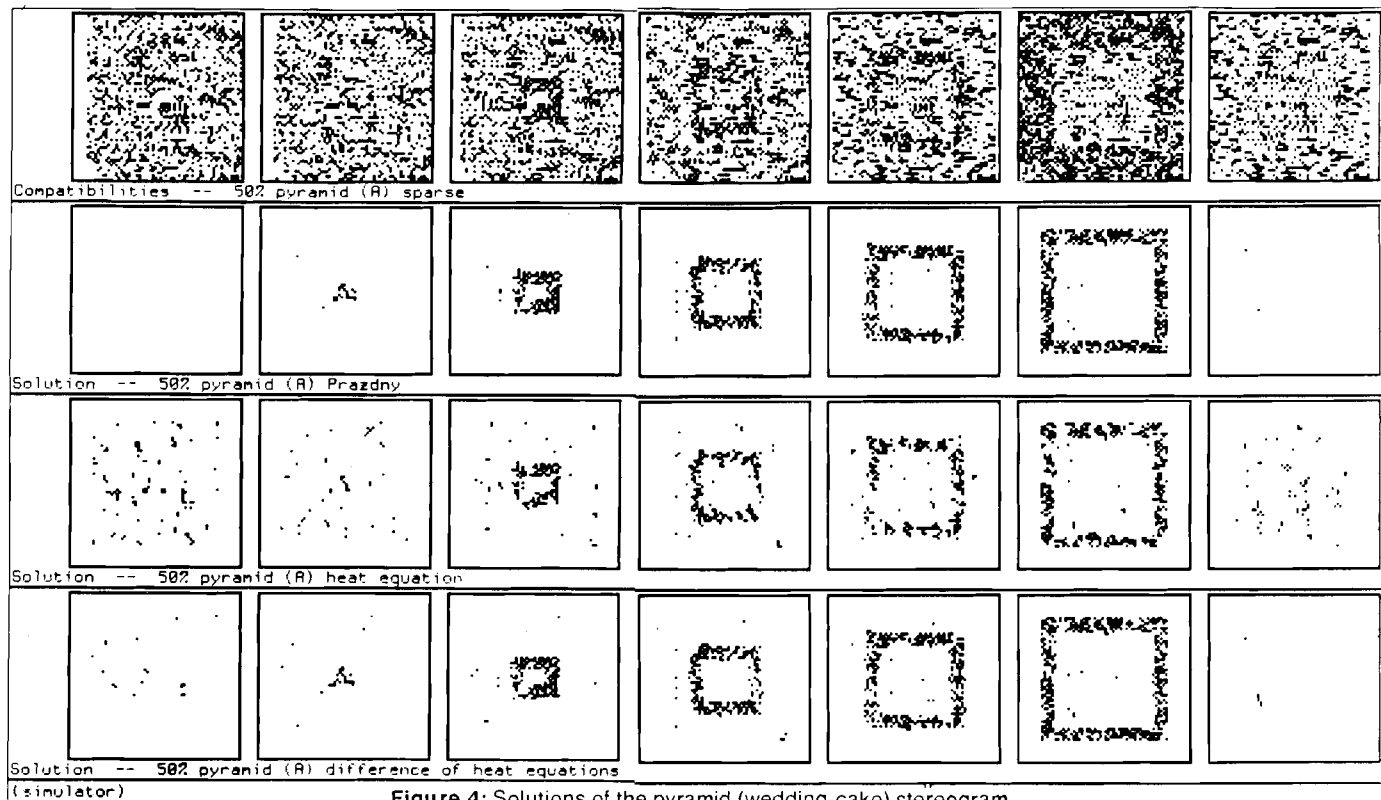 Compatibilities -- 50% pyramid (A) sparse
Solution -- 50% pyramid (A) Prazdny
Solution -- 50% pyramid (A) heat equation
Solution -- 50% pyramid (A) difference of heat equations
(simulator)
Figure 4: Solutions of the pyramid (wedding-cake) stereogram